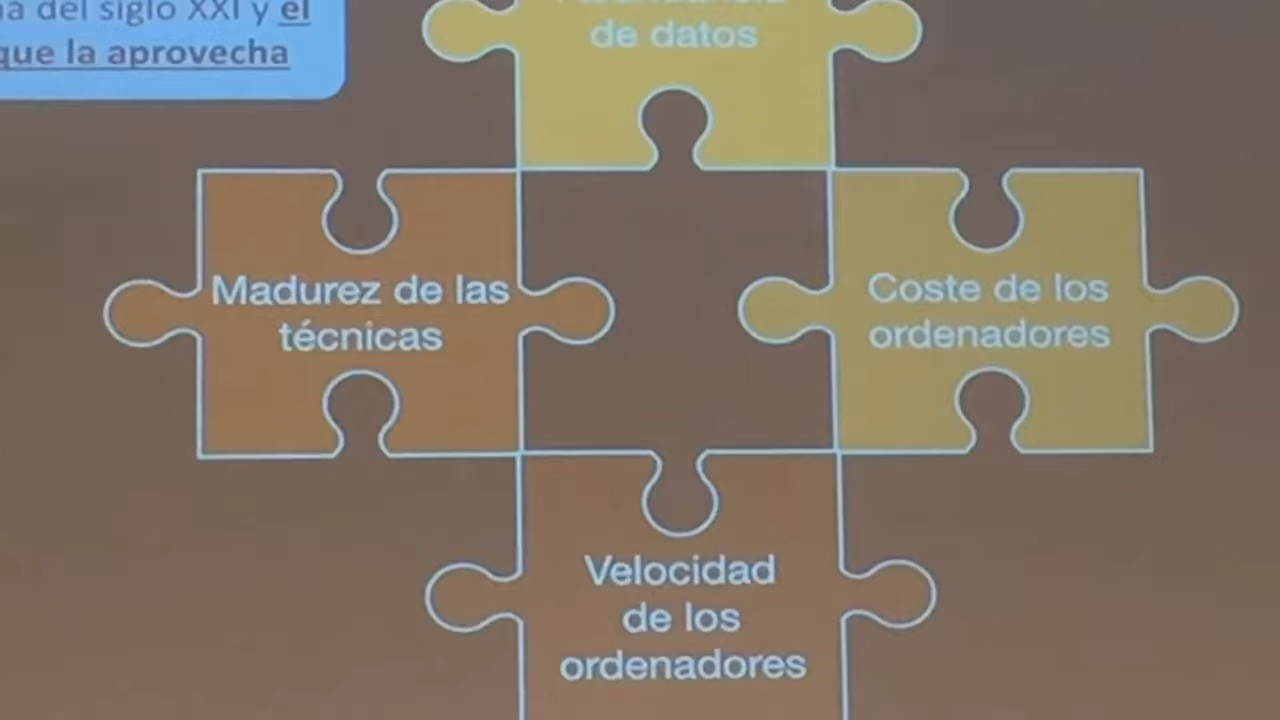 del siglo XXI y el
que la aprovecha
de datos
Madurez de las
técnicas
Coste de los
ordenadores
Velocidad
de los
ordenadores